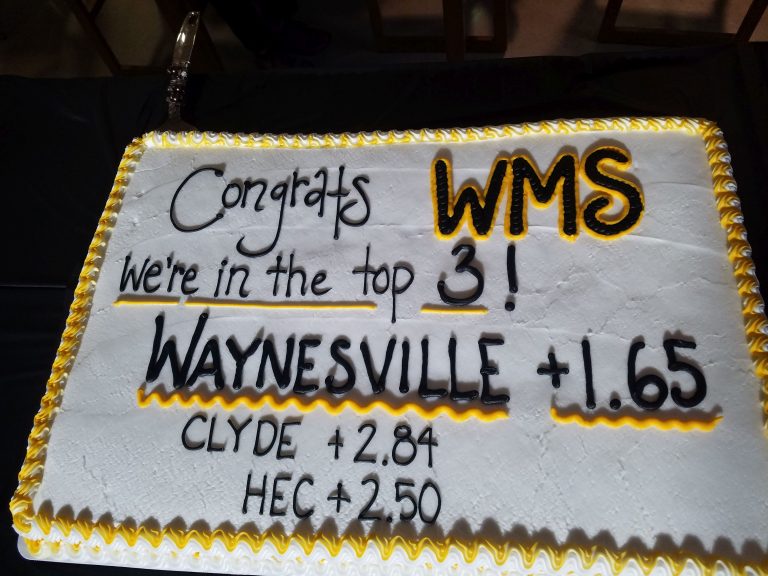 Congrats WMS
We're in the top 3!
WAYNESVILLE +1.65
CLYDE +2.84
HEC +2.50